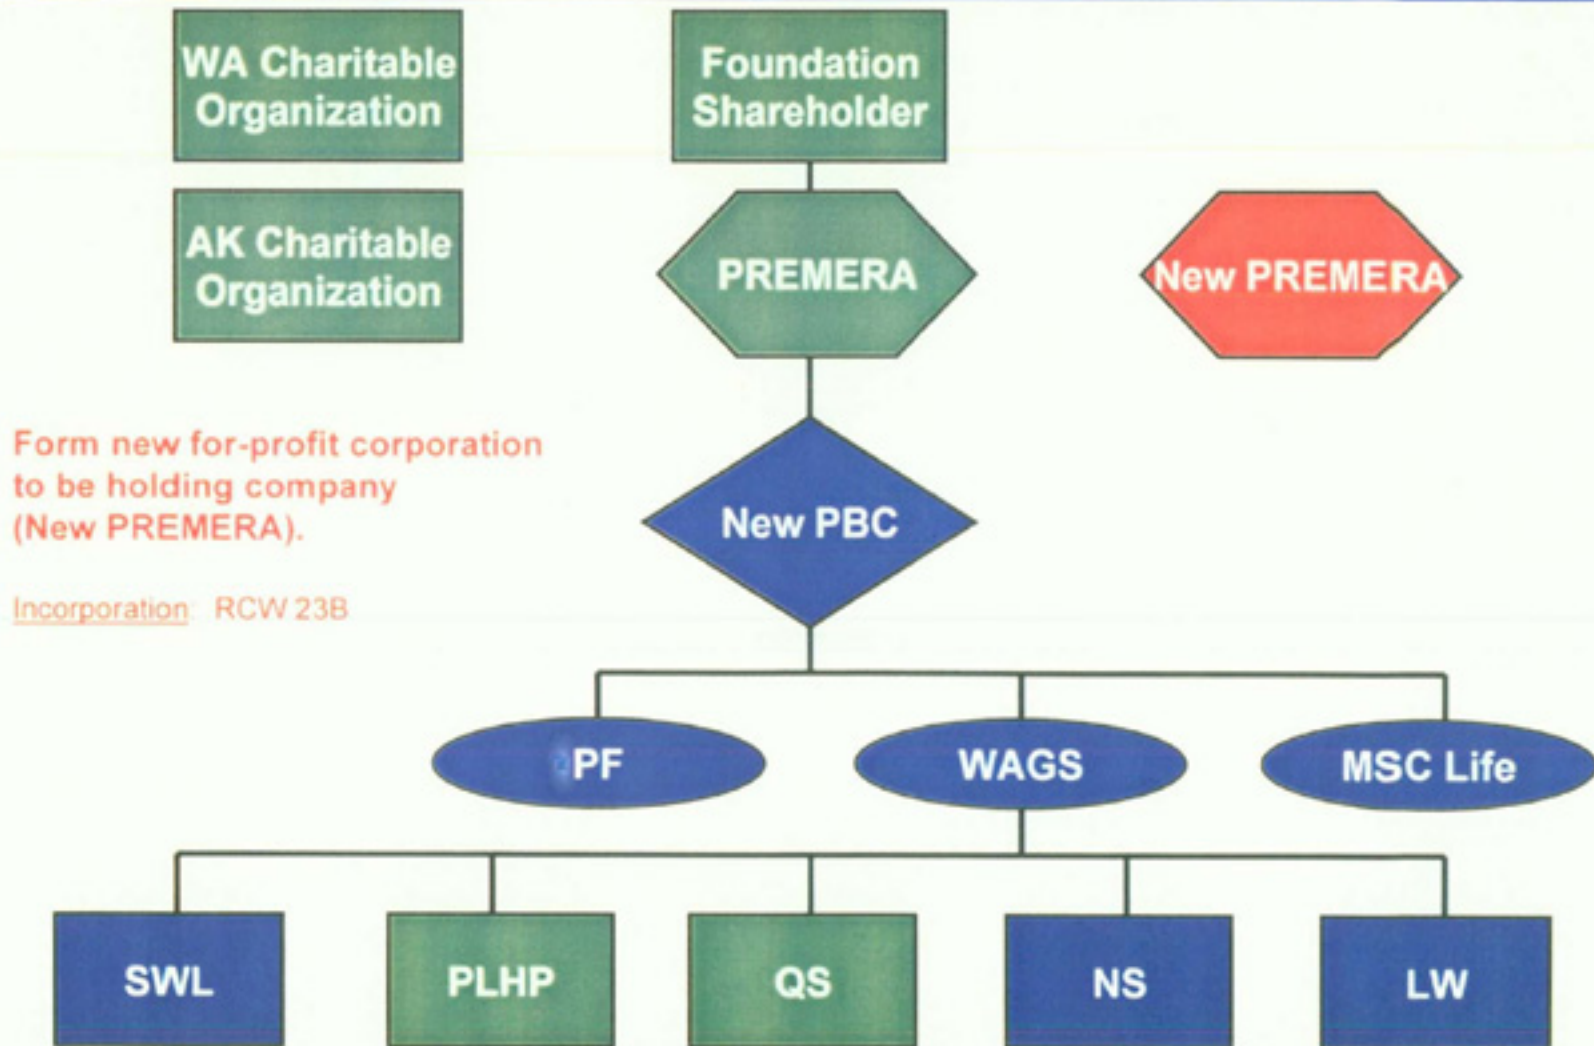 WA Charitable
Organization
Foundation
Shareholder
AK Charitable
Organization
PREMERA
New PREMERA
Form new for-profit corporation
to be holding company
(New PREMERA).
New PBC
Incorporation: RCW 23B
PF
WAGS
MSC Life
SWL
PLHP
QS
NS
LW